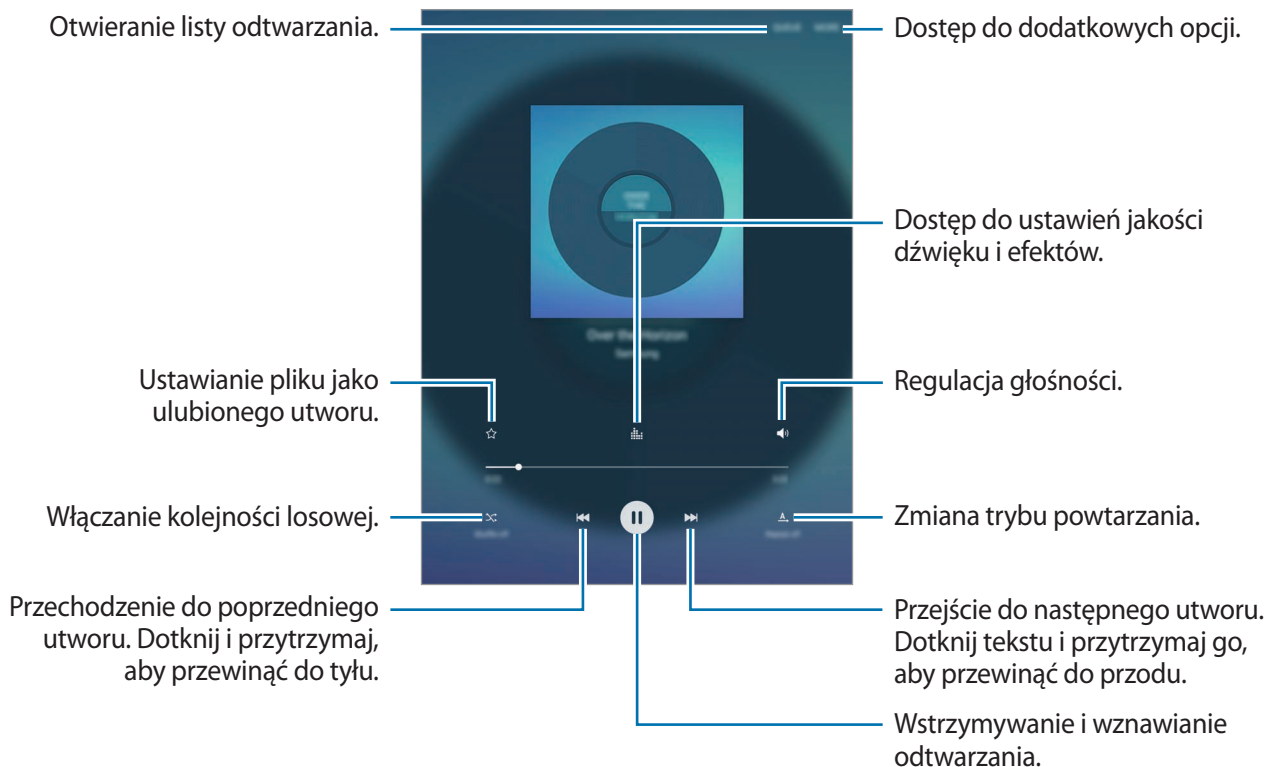 Otwieranie listy odtwarzania.
Dostęp do dodatkowych opcji.
Dostęp do ustawień jakości
dźwięku i efektów.
Over the Horizon
Samsung
Ustawianie pliku jako
ulubionego utworu.
Regulacja głośności.
Włączanie kolejności losowej.
Zmiana trybu powtarzania.
Przechodzenie do poprzedniego
utworu. Dotknij i przytrzymaj,
aby przewinąć do tyłu.
Przejście do następnego utworu.
Dotknij tekstu i przytrzymaj go,
aby przewinąć do przodu.
Wstrzymywanie i wznawianie
odtwarzania.